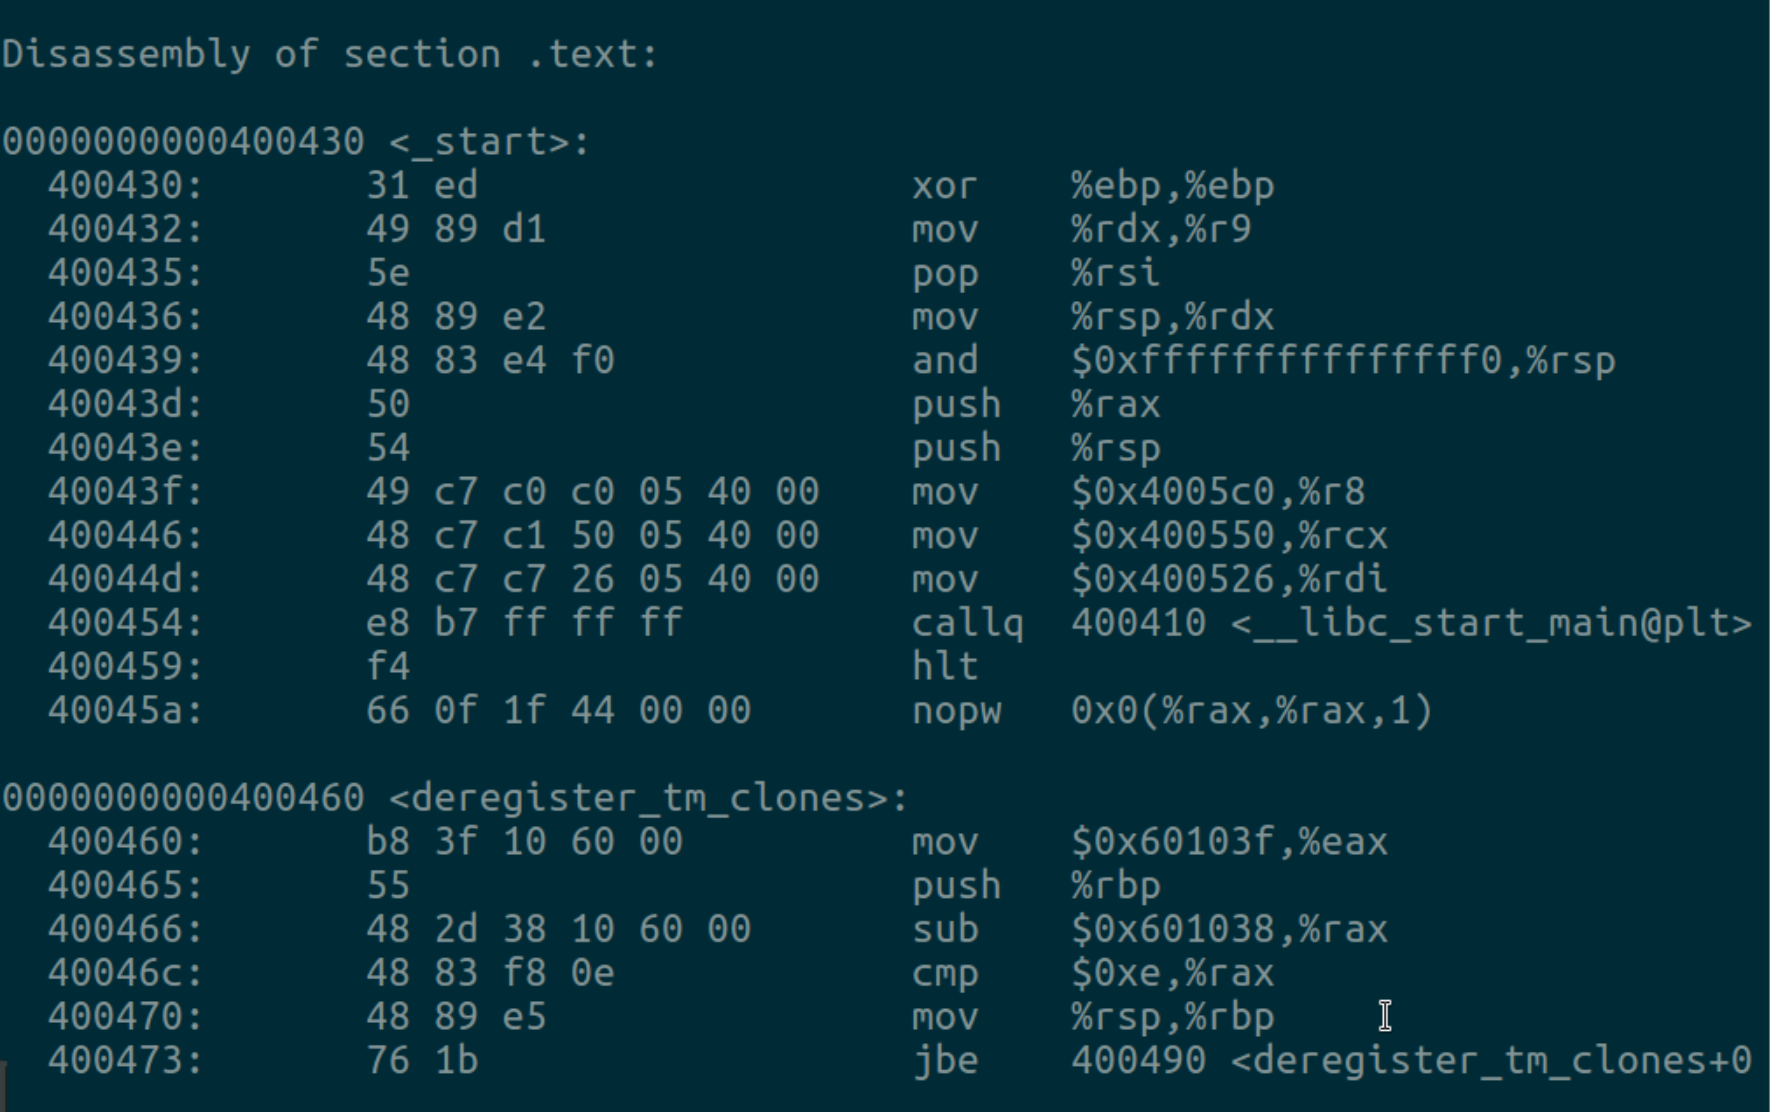 Disassembly of section .text:
0000000000400430 <_start>:
  400430:       31 ed                   xor    %ebp,%ebp
  400432:       49 89 d1                mov    %rdx,%r9
  400435:       5e                      pop    %rsi
  400436:       48 89 e2                mov    %rsp,%rdx
  400439:       48 83 e4 f0             and    $0xfffffffffffffff0,%rsp
  40043d:       50                      push   %rax
  40043e:       54                      push   %rsp
  40043f:       49 c7 c0 c0 05 40 00    mov    $0x4005c0,%r8
  400446:       48 c7 c1 50 05 40 00    mov    $0x400550,%rcx
  40044d:       48 c7 c7 26 05 40 00    mov    $0x400526,%rdi
  400454:       e8 b7 ff ff ff          callq  400410 <__libc_start_main@plt>
  400459:       f4                      hlt
  40045a:       66 0f 1f 44 00 00       nopw   0x0(%rax,%rax,1)
0000000000400460 <deregister_tm_clones>:
  400460:       b8 3f 10 60 00          mov    $0x60103f,%eax
  400465:       55                      push   %rbp
  400466:       48 2d 38 10 60 00       sub    $0x601038,%rax
  40046c:       48 83 f8 0e             cmp    $0xe,%rax
  400470:       48 89 e5                mov    %rsp,%rbp
  400473:       76 1b                   jbe    400490 <deregister_tm_clones+0